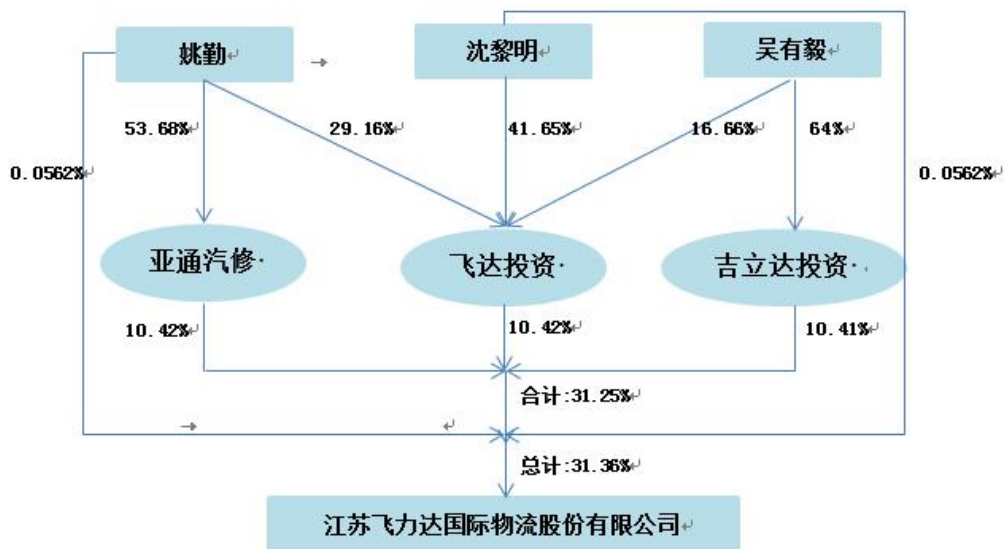 姚勤
沈黎明
吴有毅
53.68%
29.16%
41.65%
16.66%
64%
0.0562%
0.0562%
亚通汽修
飞达投资
吉立达投资
10.42%
10.42%
10.41%
合计:31.25%
总计:31.36%
江苏飞力达国际物流股份有限公司